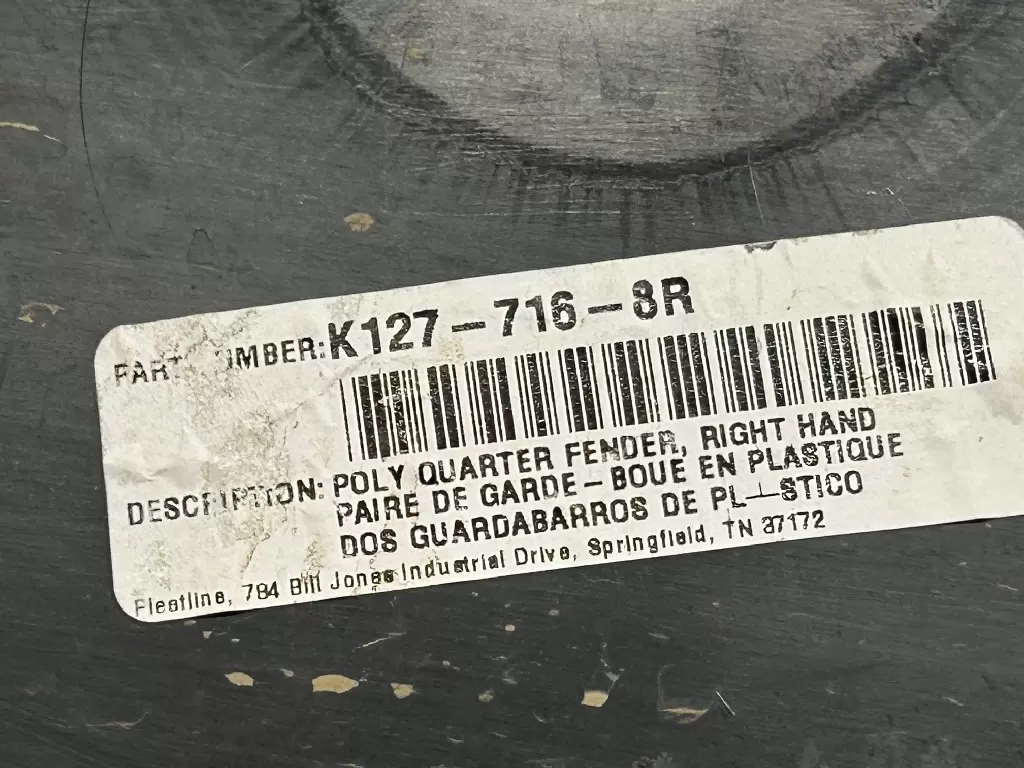 PART NUMBER: K127-716-8R
DESCRIPTION: POLY QUARTER FENDER, RIGHT HAND
PAIRE DE GARDE-BOUE EN PLASTIQUE
DOS GUARDABARROS DE PLASTICO
Fleetline, 784 Bill Jones Industrial Drive, Springfield, TN 37172